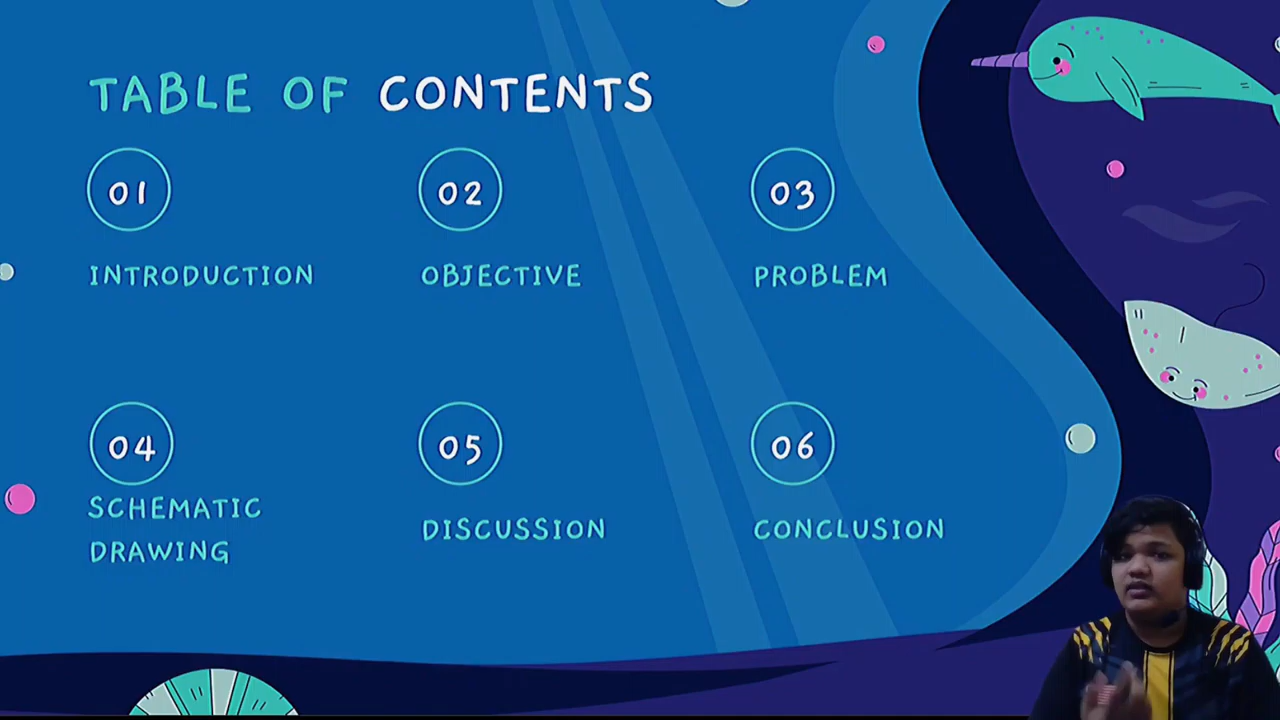 TABLE OF CONTENTS
01
INTRODUCTION
02
OBJECTIVE
03
PROBLEM
04
SCHEMATIC
DRAWING
05
DISCUSSION
06
CONCLUSION